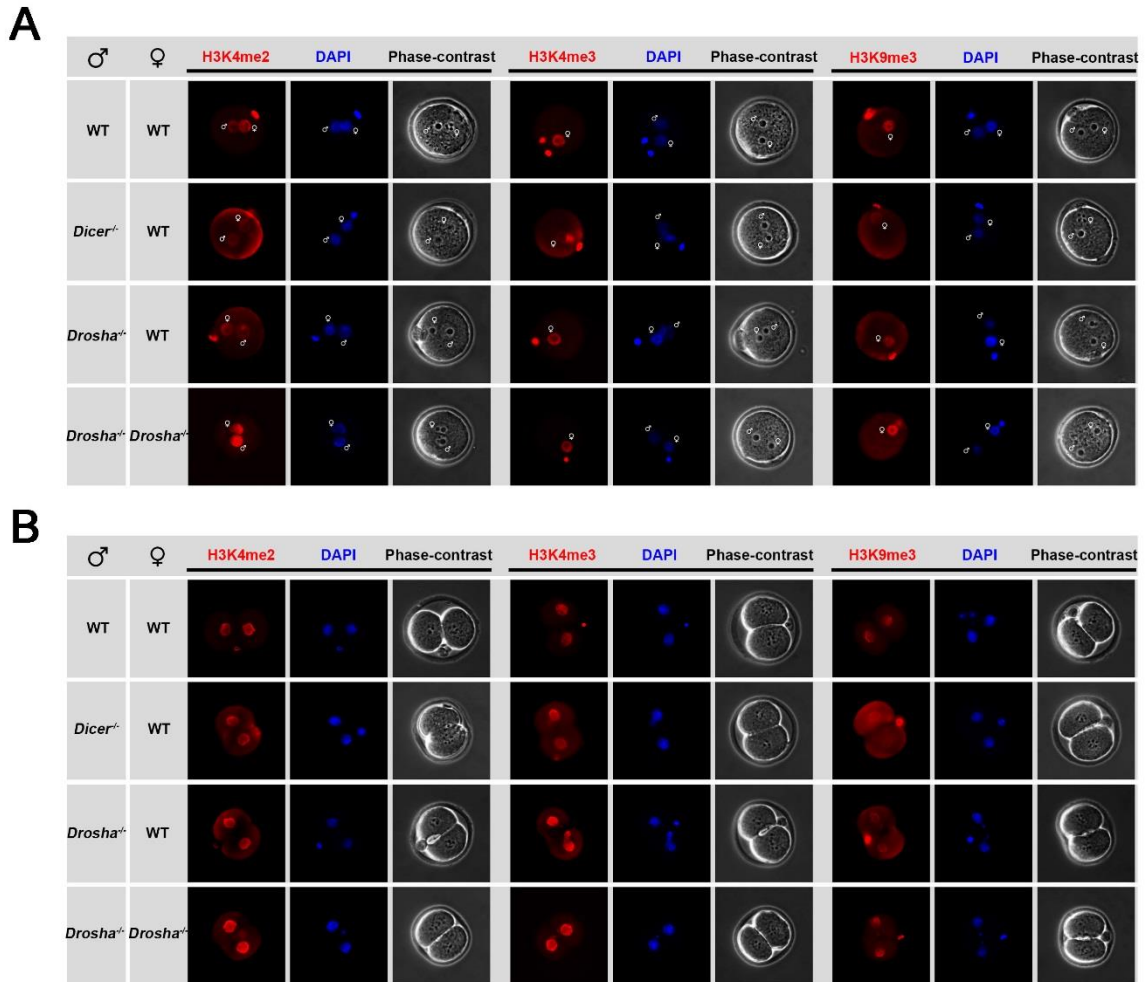 A
♂ ♀ H3K4me2 DAPI Phase-contrast H3K4me3 DAPI Phase-contrast H3K9me3 DAPI Phase-contrast
WT WT ♂ ♀ ♂ ♀ ♂ ♀ ♀ ♂ ♀ ♂ ♀ ♀ ♂ ♀ ♂ ♀
Dicer-/- WT ♀ ♂ ♀ ♂ ♀ ♂ ♀ ♂ ♀ ♂ ♀ ♀ ♀ ♂ ♂ ♀
Drosha-/- WT ♀ ♂ ♀ ♂ ♀ ♂ ♀ ♀ ♂ ♀ ♂ ♀ ♂ ♀ ♂ ♀
Drosha-/- Drosha-/- ♀ ♂ ♀ ♂ ♀ ♂ ♀ ♂ ♀ ♂ ♀ ♀ ♀ ♂ ♀ ♂
B
♂ ♀ H3K4me2 DAPI Phase-contrast H3K4me3 DAPI Phase-contrast H3K9me3 DAPI Phase-contrast
WT WT
Dicer-/- WT
Drosha-/- WT
Drosha-/- Drosha-/-